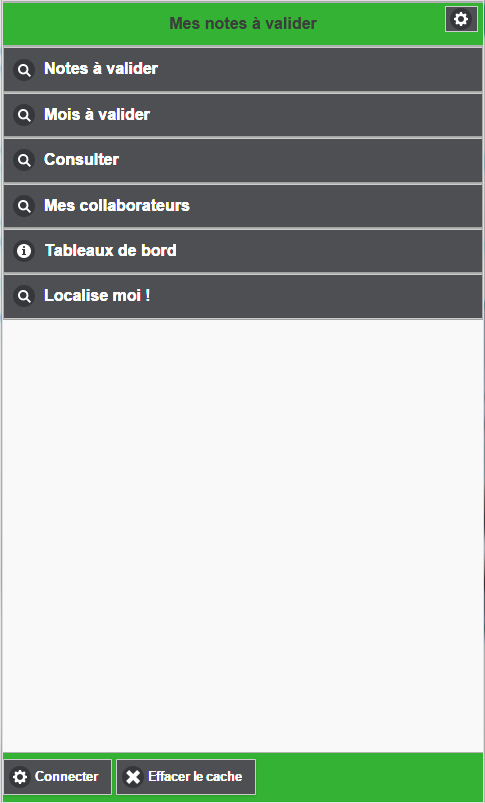 Mes notes à valider
Notes à valider
Mois à valider
Consulter
Mes collaborateurs
Tableaux de bord
Localise moi !
Connecter
Effacer le cache